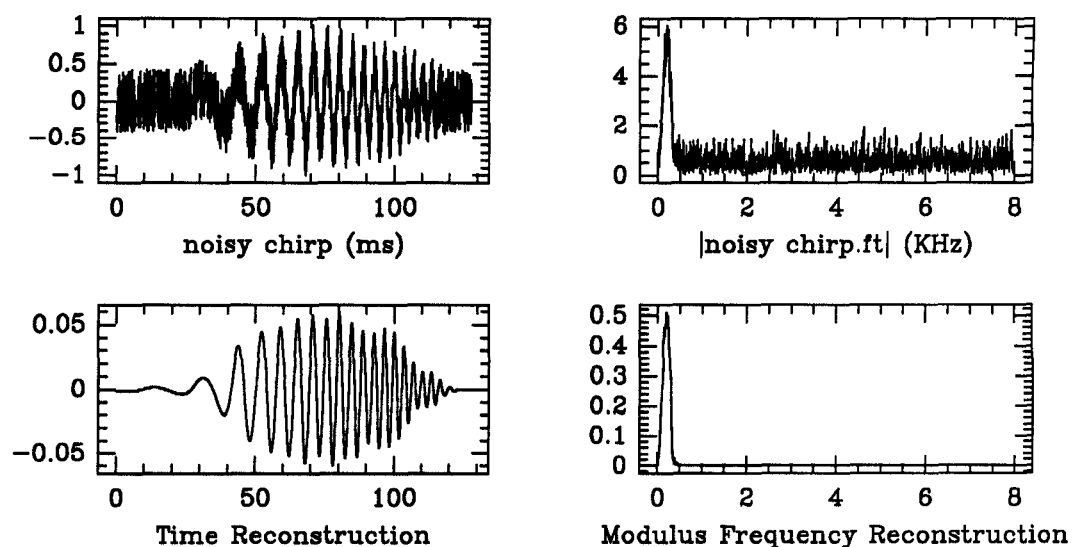 1
0.5
0
−0.5
−1
0 50 100
noisy chirp (ms)
6
4
2
0
0 2 4 6 8
|noisy chirp.ft| (KHz)
0.05
0
−0.05
0 50 100
Time Reconstruction
0.5
0.4
0.3
0.2
0.1
0
0 2 4 6 8
Modulus Frequency Reconstruction